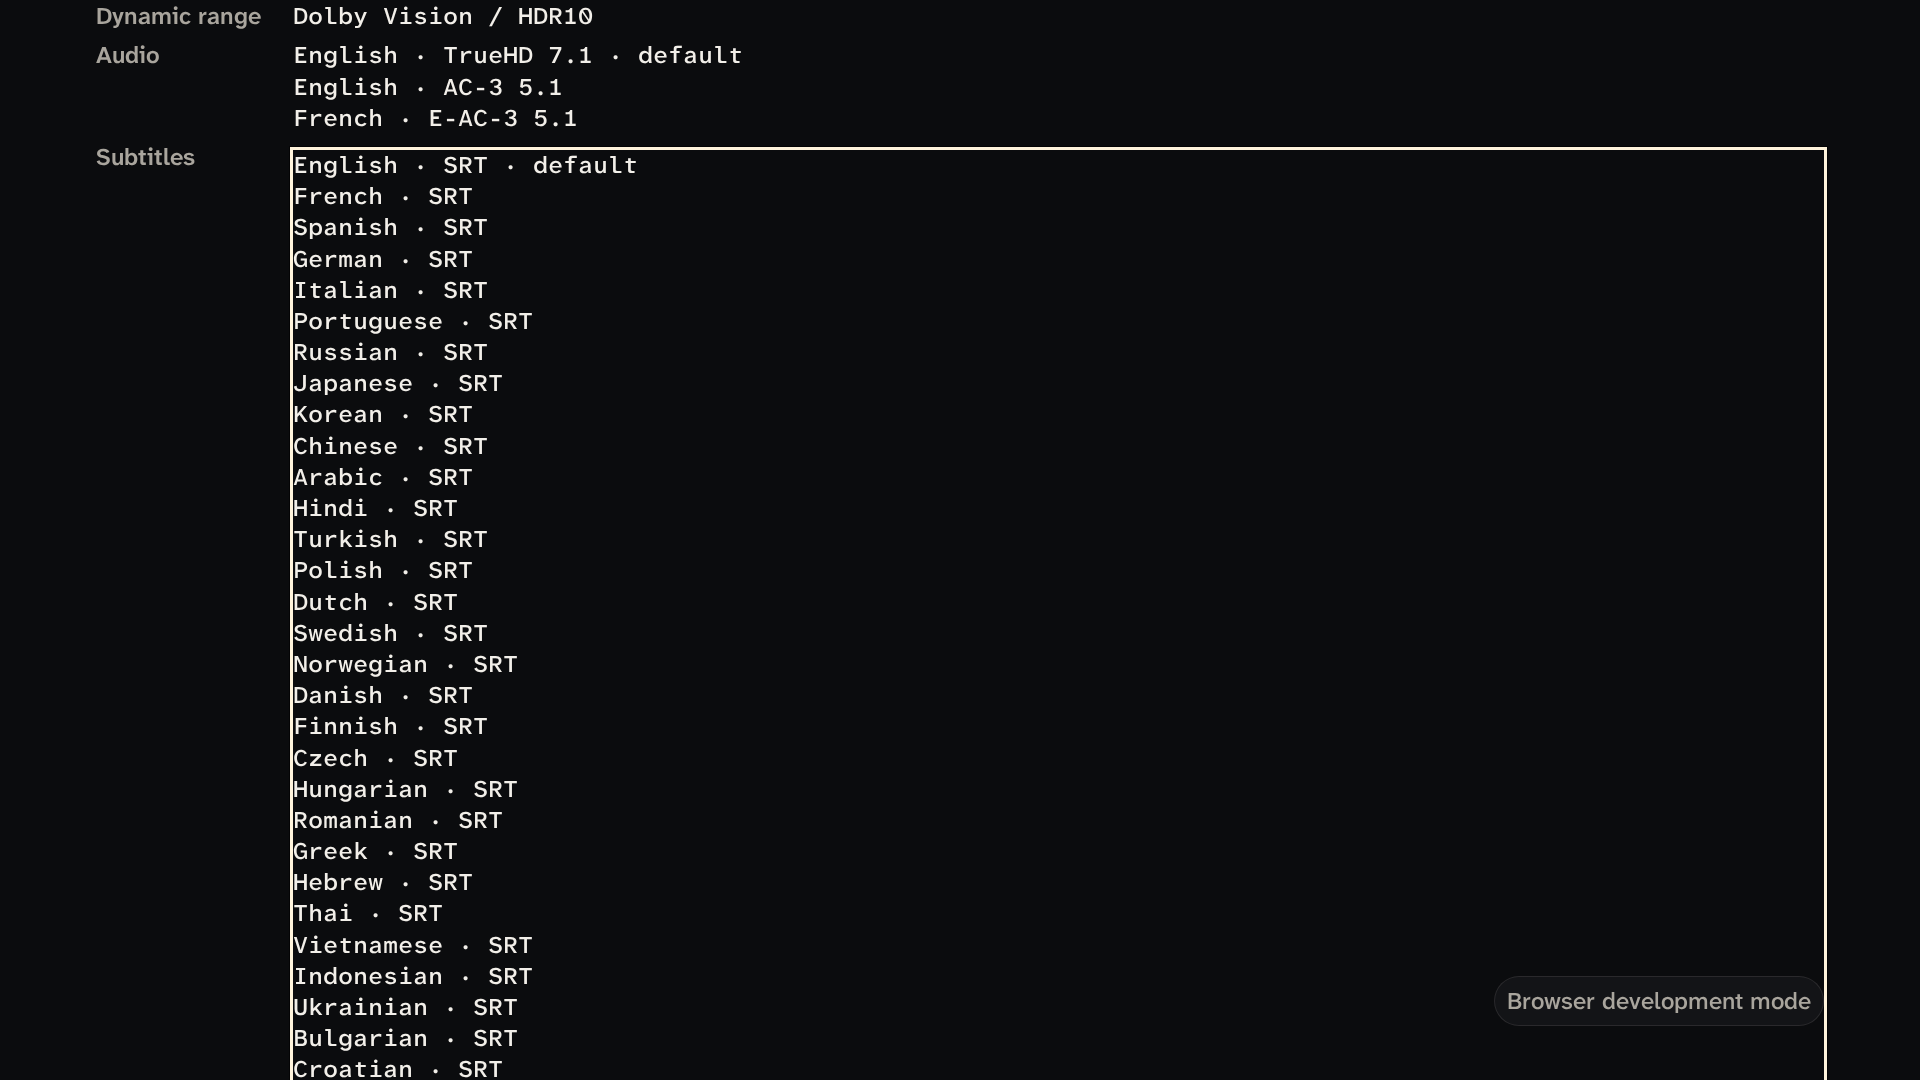 Dynamic range Dolby Vision / HDR10
Audio English · TrueHD 7.1 · default
English · AC-3 5.1
French · E-AC-3 5.1
Subtitles
English · SRT · default
French · SRT
Spanish · SRT
German · SRT
Italian · SRT
Portuguese · SRT
Russian · SRT
Japanese · SRT
Korean · SRT
Chinese · SRT
Arabic · SRT
Hindi · SRT
Turkish · SRT
Polish · SRT
Dutch · SRT
Swedish · SRT
Norwegian · SRT
Danish · SRT
Finnish · SRT
Czech · SRT
Hungarian · SRT
Romanian · SRT
Greek · SRT
Hebrew · SRT
Thai · SRT
Vietnamese · SRT
Indonesian · SRT
Ukrainian · SRT
Browser development mode
Bulgarian · SRT
Croatian · SRT